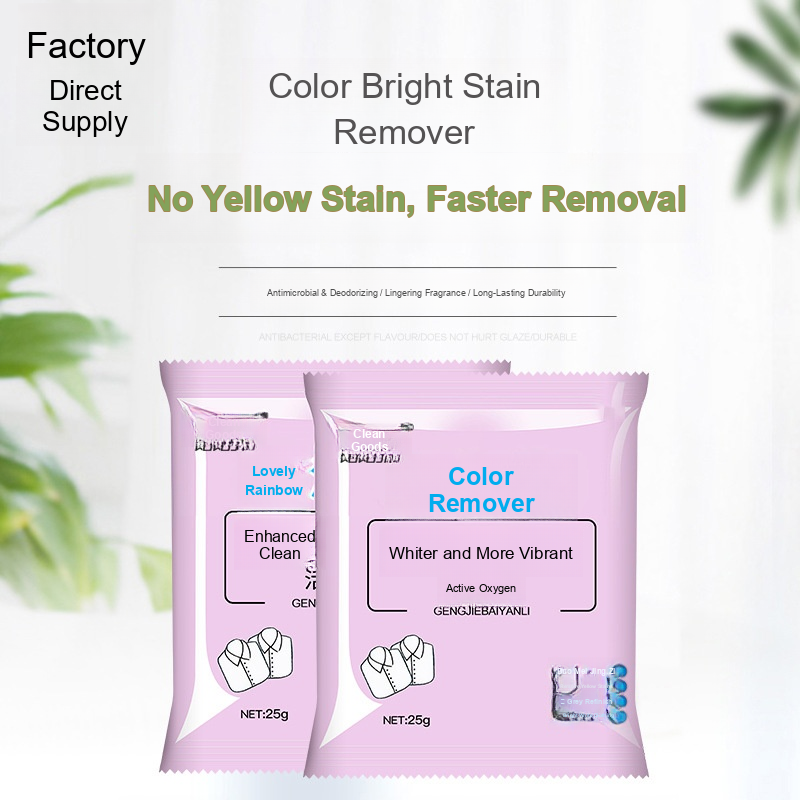 Factory
Direct
Supply
Color Bright Stain
Remover
No Yellow Stain, Faster Removal
Antimicrobial & Deodorizing / Lingering Fragrance / Long-Lasting Durability
ANTIBACTERIAL EXCEPT FLAVOUR/DOES NOT HURT GLAZE/DURABLE
Lovely
Rainbow
Enhanced
Clean
GEN
NET:25g
Clean
Goods
Color
Remover
Whiter and More Vibrant
Active Oxygen
GENGJIEBAIYANLI
NET:25g